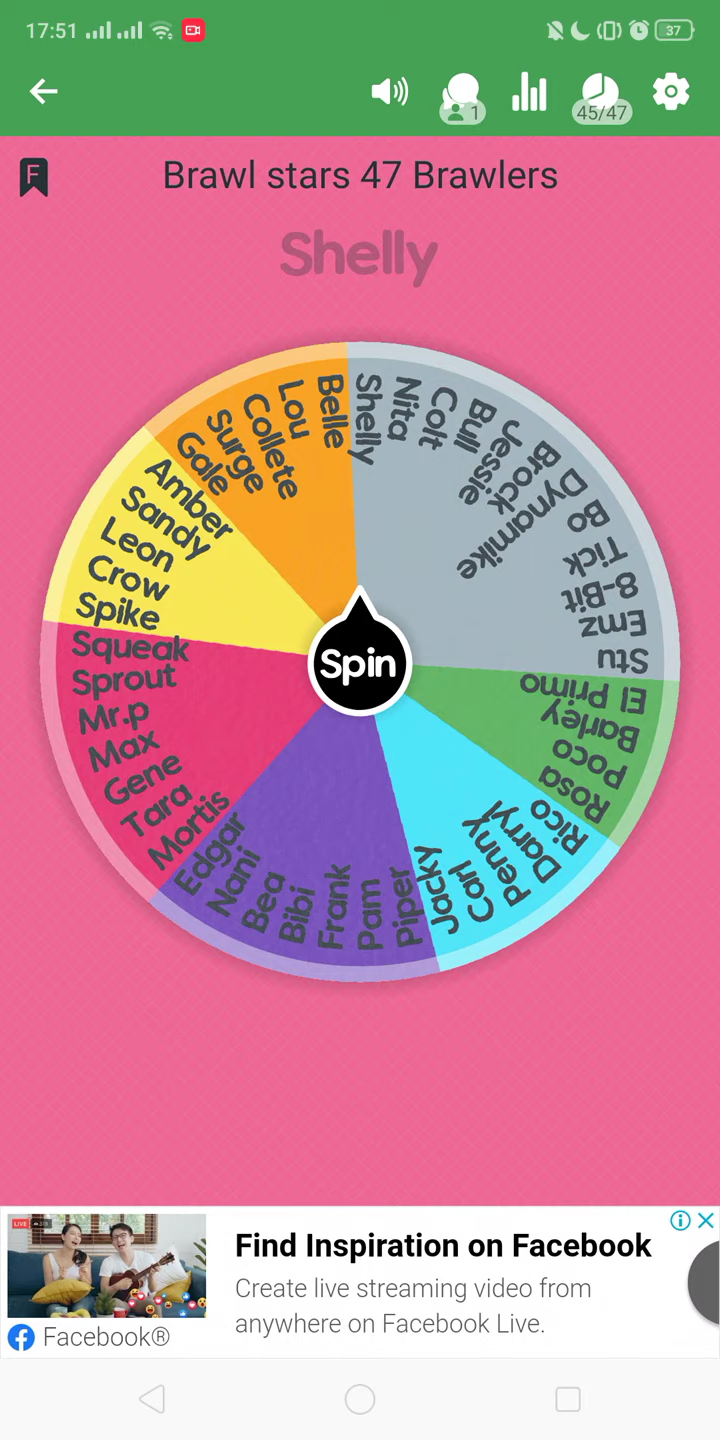 17:51
37
1
45/47
F
Brawl stars 47 Brawlers
Shelly
Shelly
Nita
Colt
Bull
Jessie
Brock
Dynamike
Bo
Tick
8-Bit
Emz
Stu
El Primo
Barley
Poco
Rosa
Rico
Darryl
Penny
Carl
Jacky
Piper
Pam
Frank
Bibi
Bea
Nani
Edgar
Mortis
Tara
Gene
Max
Mr.p
Sprout
Squeak
Spike
Crow
Leon
Sandy
Amber
Gale
Surge
Collete
Lou
Belle
Spin
LIVE
Find Inspiration on Facebook
Create live streaming video from
anywhere on Facebook Live.
Facebook®